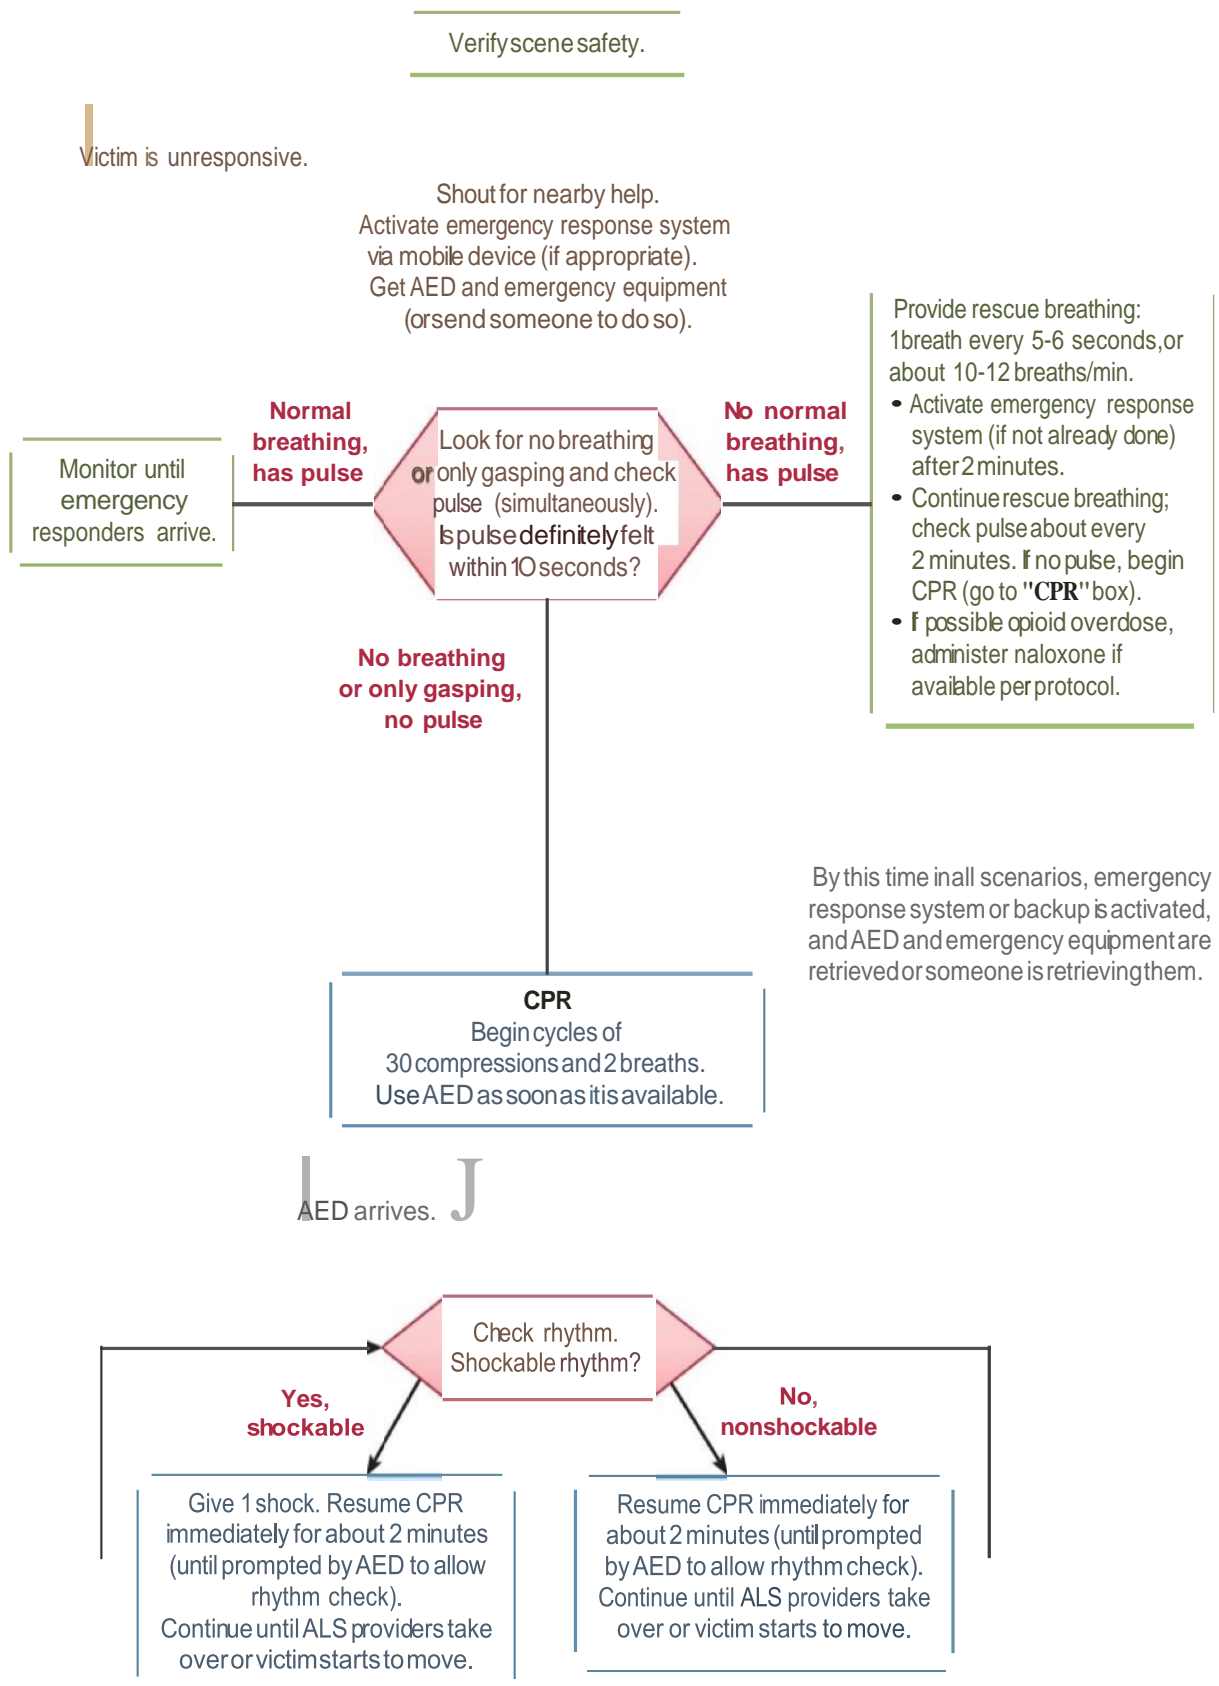 Verify scene safety.
Victim is unresponsive.
Shout for nearby help.
Activate emergency response system
via mobile device (if appropriate).
Get AED and emergency equipment
(or send someone to do so).
Normal
breathing,
has pulse
Monitor until
emergency
responders arrive.
Look for no breathing
or only gasping and check
pulse (simultaneously).
Is pulse definitely felt
within 10 seconds?
No normal
breathing,
has pulse
Provide rescue breathing:
1 breath every 5-6 seconds, or
about 10-12 breaths/min.
• Activate emergency response
system (if not already done)
after 2 minutes.
• Continue rescue breathing;
check pulse about every
2 minutes. If no pulse, begin
CPR (go to "CPR" box).
• If possible opioid overdose,
administer naloxone if
available per protocol.
No breathing
or only gasping,
no pulse
By this time in all scenarios, emergency
response system or backup is activated,
and AED and emergency equipment are
retrieved or someone is retrieving them.
CPR
Begin cycles of
30 compressions and 2 breaths.
Use AED as soon as it is available.
AED arrives. J
Check rhythm.
Shockable rhythm?
Yes,
shockable
No,
nonshockable
Give 1 shock. Resume CPR
immediately for about 2 minutes
(until prompted by AED to allow
rhythm check).
Continue until ALS providers take
over or victim starts to move.
Resume CPR immediately for
about 2 minutes (until prompted
by AED to allow rhythm check).
Continue until ALS providers take
over or victim starts to move.